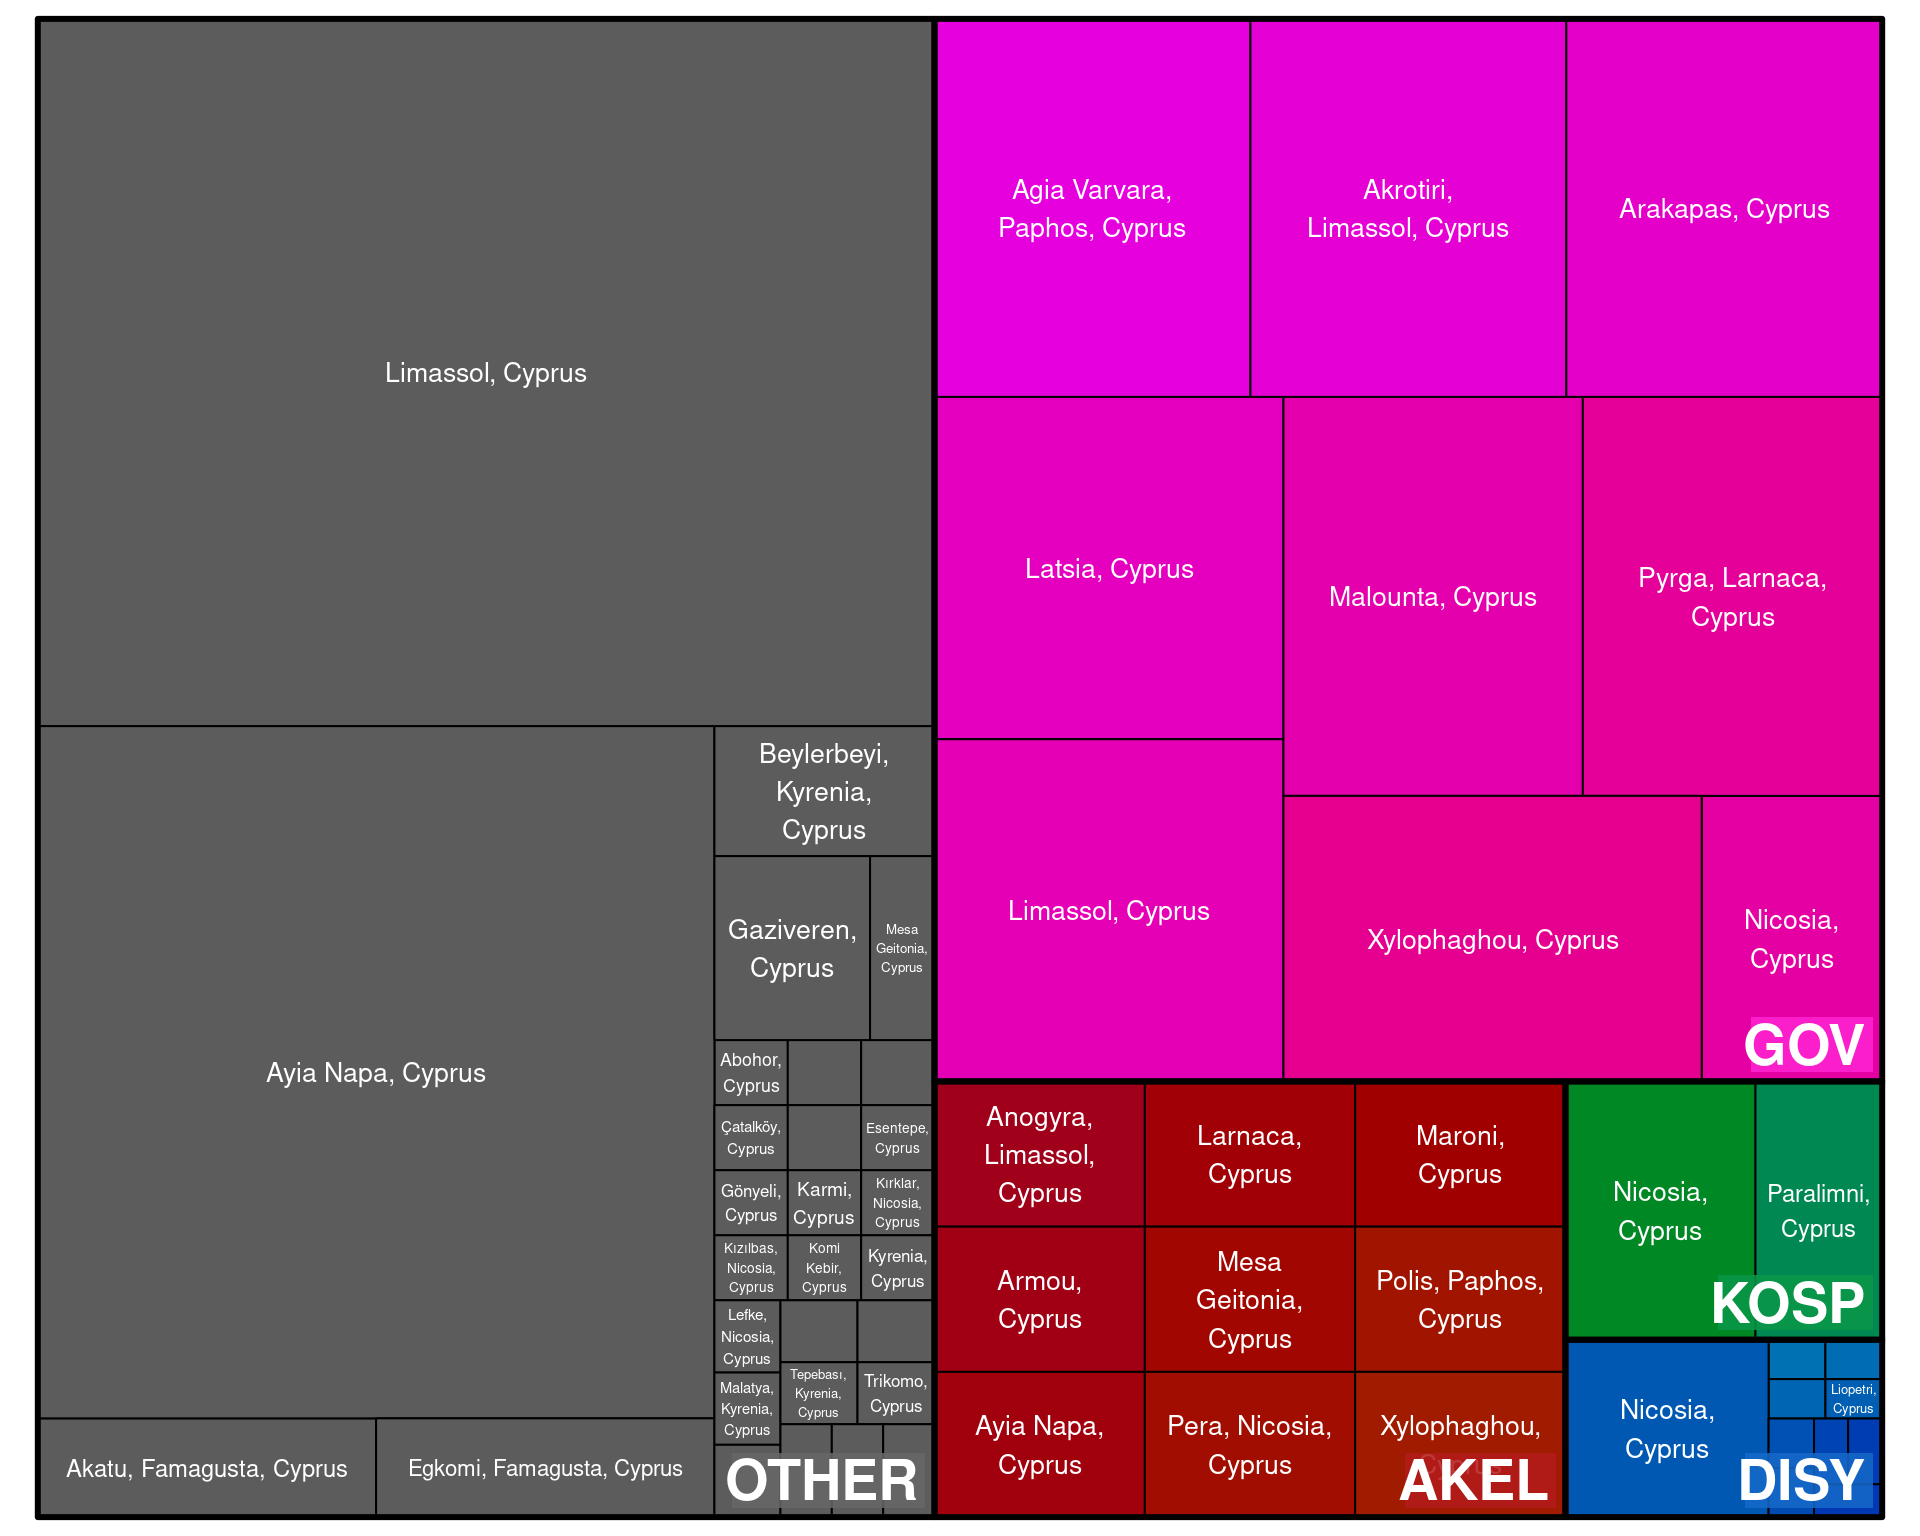 Limassol, Cyprus
Ayia Napa, Cyprus
Akatu, Famagusta, Cyprus
Egkomi, Famagusta, Cyprus
Beylerbeyi,
Kyrenia,
Cyprus
Gaziveren,
Cyprus
Mesa
Geitonia,
Cyprus
Abohor,
Cyprus
Çatalköy,
Cyprus
Esentepe,
Cyprus
Gönyeli,
Cyprus
Karmi,
Cyprus
Kırklar,
Nicosia,
Cyprus
Kızılbas,
Nicosia,
Cyprus
Komi
Kebir,
Cyprus
Kyrenia,
Cyprus
Lefke,
Nicosia,
Cyprus
Malatya,
Kyrenia,
Cyprus
Tepebası,
Kyrenia,
Cyprus
Trikomo,
Cyprus
OTHER
Agia Varvara,
Paphos, Cyprus
Akrotiri,
Limassol, Cyprus
Arakapas, Cyprus
Latsia, Cyprus
Malounta, Cyprus
Pyrga, Larnaca,
Cyprus
Limassol, Cyprus
Xylophaghou, Cyprus
Nicosia,
Cyprus
GOV
Anogyra,
Limassol,
Cyprus
Larnaca,
Cyprus
Maroni,
Cyprus
Armou,
Cyprus
Mesa
Geitonia,
Cyprus
Polis, Paphos,
Cyprus
Ayia Napa,
Cyprus
Pera, Nicosia,
Cyprus
Xylophaghou,
Cyprus
AKEL
Nicosia,
Cyprus
Paralimni,
Cyprus
KOSP
Nicosia,
Cyprus
Liopetri,
Cyprus
DISY